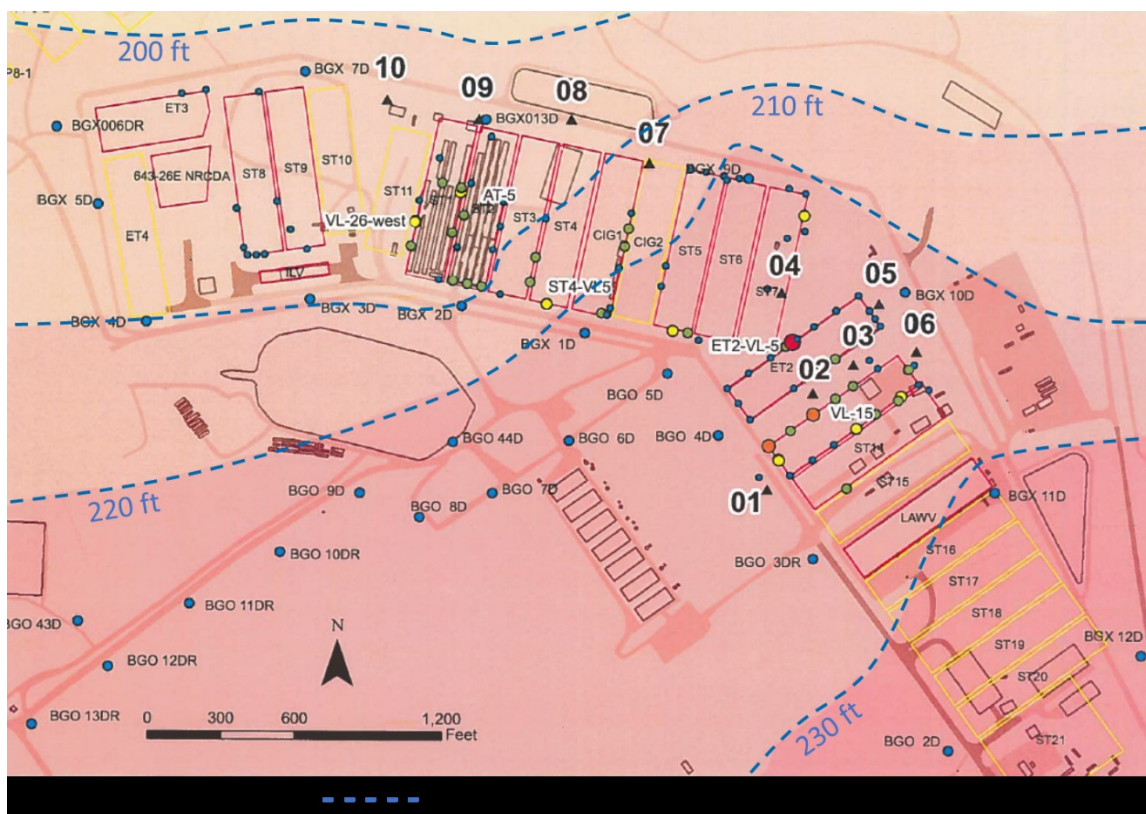 200 ft
P8-1
BGX 7D
10
09
08
210 ft
07
BGX013D
ET3
BGX006DR
643-26E NRCDA
ST8
ST9
ST10
ST11
AT-5
BGX 9D
BGX 5D
VL-26-west
ET4
ST3
ST4
CIG1
CIG2
ST5
ST6
ST7
04
05
ILV
ST4-VL5
BGX 10D
BGX 4D
BGX 3D
BGX 2D
BGX 1D
ET2-VL-5
ET2
03
06
02
BGO 5D
VL-15
BGO 44D
BGO 6D
BGO 4D
ST14
220 ft
BGO 9D
BGO 8D
BGO 7D
01
ST15
BGX 11D
LAWV
BGO 10DR
BGO 3DR
ST16
ST17
BGO 11DR
BGO 43D
ST18
N
ST19
BGX 12D
BGO 12DR
ST20
BGO 13DR
0 300 600 1,200
Feet
230 ft
BGO 2D
ST21